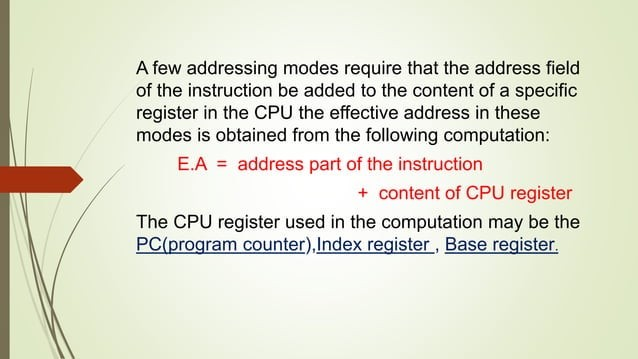 A few addressing modes require that the address field
of the instruction be added to the content of a specific
register in the CPU the effective address in these
modes is obtained from the following computation:
E.A = address part of the instruction
+ content of CPU register
The CPU register used in the computation may be the
PC(program counter),Index register , Base register.